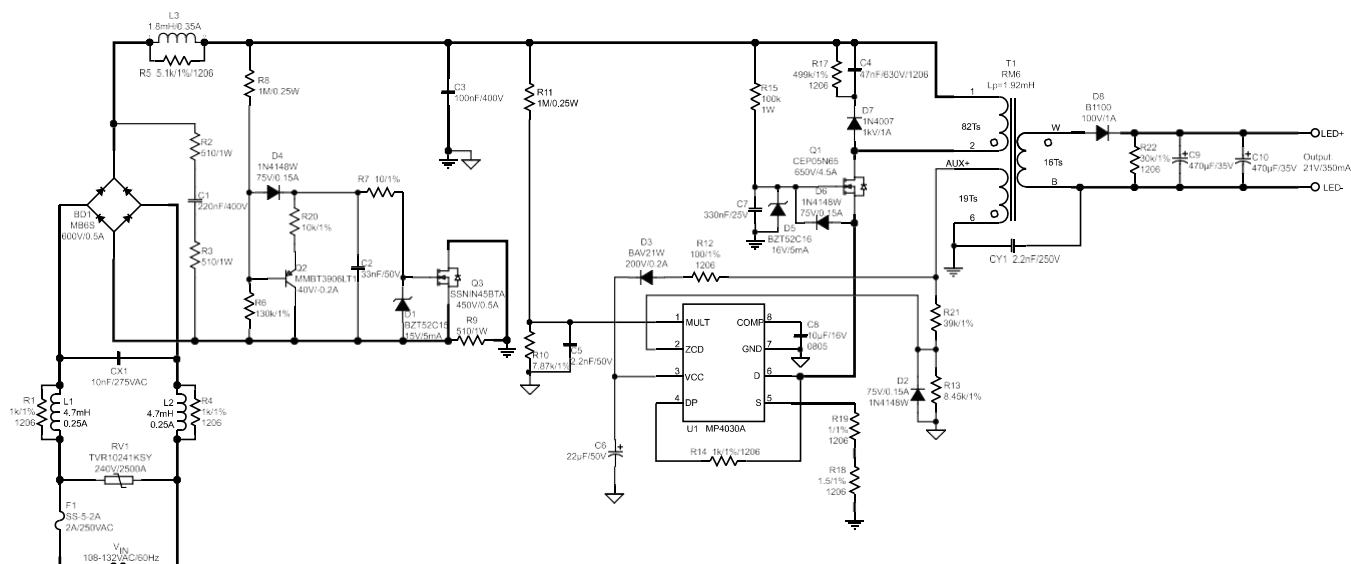 L3
1.8mH/0.35A
R5 5.1k/1%/1206
R8
1M/0.25W
C3
100nF/400V
R11
1M/0.25W
R15
100k
1W
R17
499k/1%
1206
C4
47nF/630V/1206
D7
1N4007
1kV/1A
T1
RM6
Lp=1.92mH
1
82Ts
2
AUX+
19Ts
6
W
16Ts
B
D8
B1100
100V/1A
R22
30k/1%
1206
C9
470µF/35V
C10
470µF/35V
LED+
Output
21V/350mA
LED-
R2
510/1W
C1
220nF/400V
R3
510/1W
BD1
MB6S
600V/0.5A
D4
1N4148W
75V/0.15A
R7 10/1%
R20
10k/1%
Q2
MMBT3906LT1
40V/-0.2A
R6
130k/1%
C2
33nF/50V
D1
BZT52C15
15V/5mA
Q3
SSNIN45BTA
450V/0.5A
R9
510/1W
Q1
CEP05N65
650V/4.5A
D6
1N4148W
75V/0.15A
C7
330nF/25V
D5
BZT52C16
16V/5mA
D3
BAV21W
200V/0.2A
R12
100/1%
1206
CY1 2.2nF/250V
R21
39k/1%
R10
7.87k/1%
C5
2.2nF/50V
1 MULT COMP 8
2 ZCD GND 7
3 VCC D 6
4 DP S 5
U1 MP4030A
C8
10µF/16V
0805
D2
75V/0.15A
1N4148W
R13
8.45k/1%
R14 1k/1%/1206
R19
1/1%
1206
R18
1.5/1%
1206
C6
22µF/50V
CX1
10nF/275VAC
R1
1k/1%
1206
L1
4.7mH
0.25A
L2
4.7mH
0.25A
R4
1k/1%
1206
RV1
TVR10241KSY
240V/2500A
F1
SS-5-2A
2A/250VAC
VIN
108-132VAC/60Hz